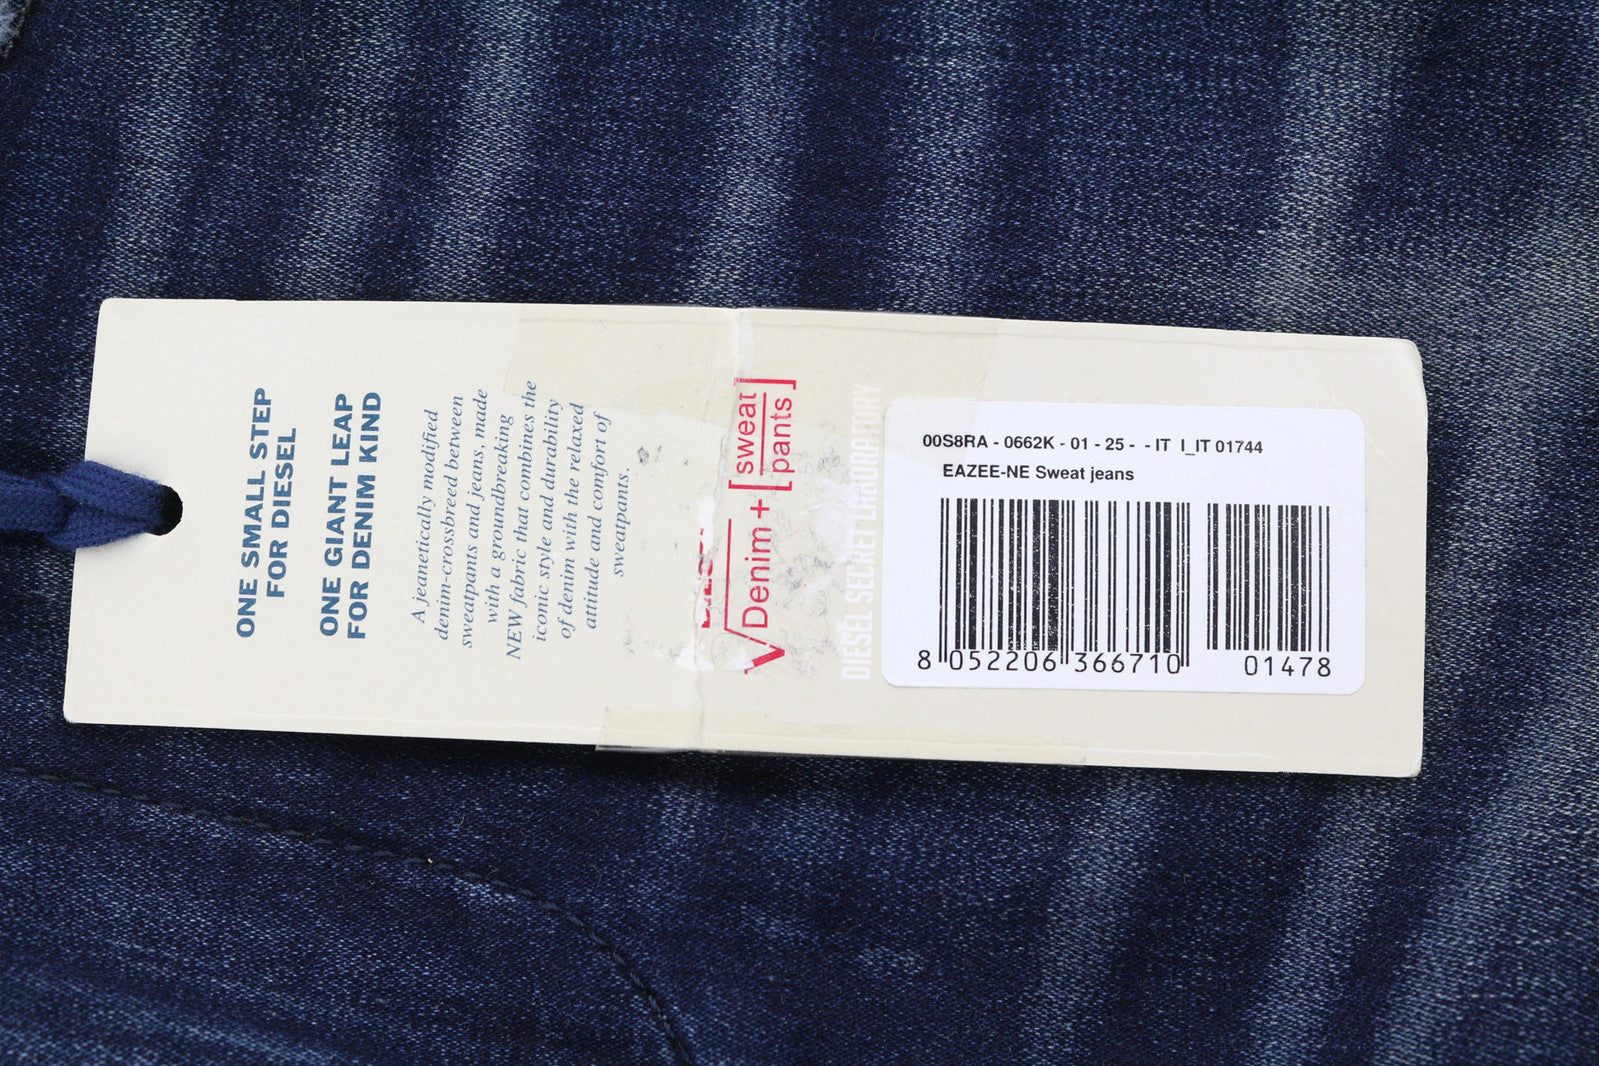 ONE SMALL STEP
FOR DIESEL
ONE GIANT LEAP
FOR DENIM KIND
A jeanetically modified
denim-crossbreed between
sweatpants and jeans, made
with a groundbreaking
NEW fabric that combines the
iconic style and durability
of denim with the relaxed
attitude and comfort of
sweatpants.
√Denim + [sweat
pants]
DIESEL SECRET LABORATORY
00S8RA - 0662K - 01 - 25 - - IT I_IT 01744
EAZEE-NE Sweat jeans
8 052206 366710 01478